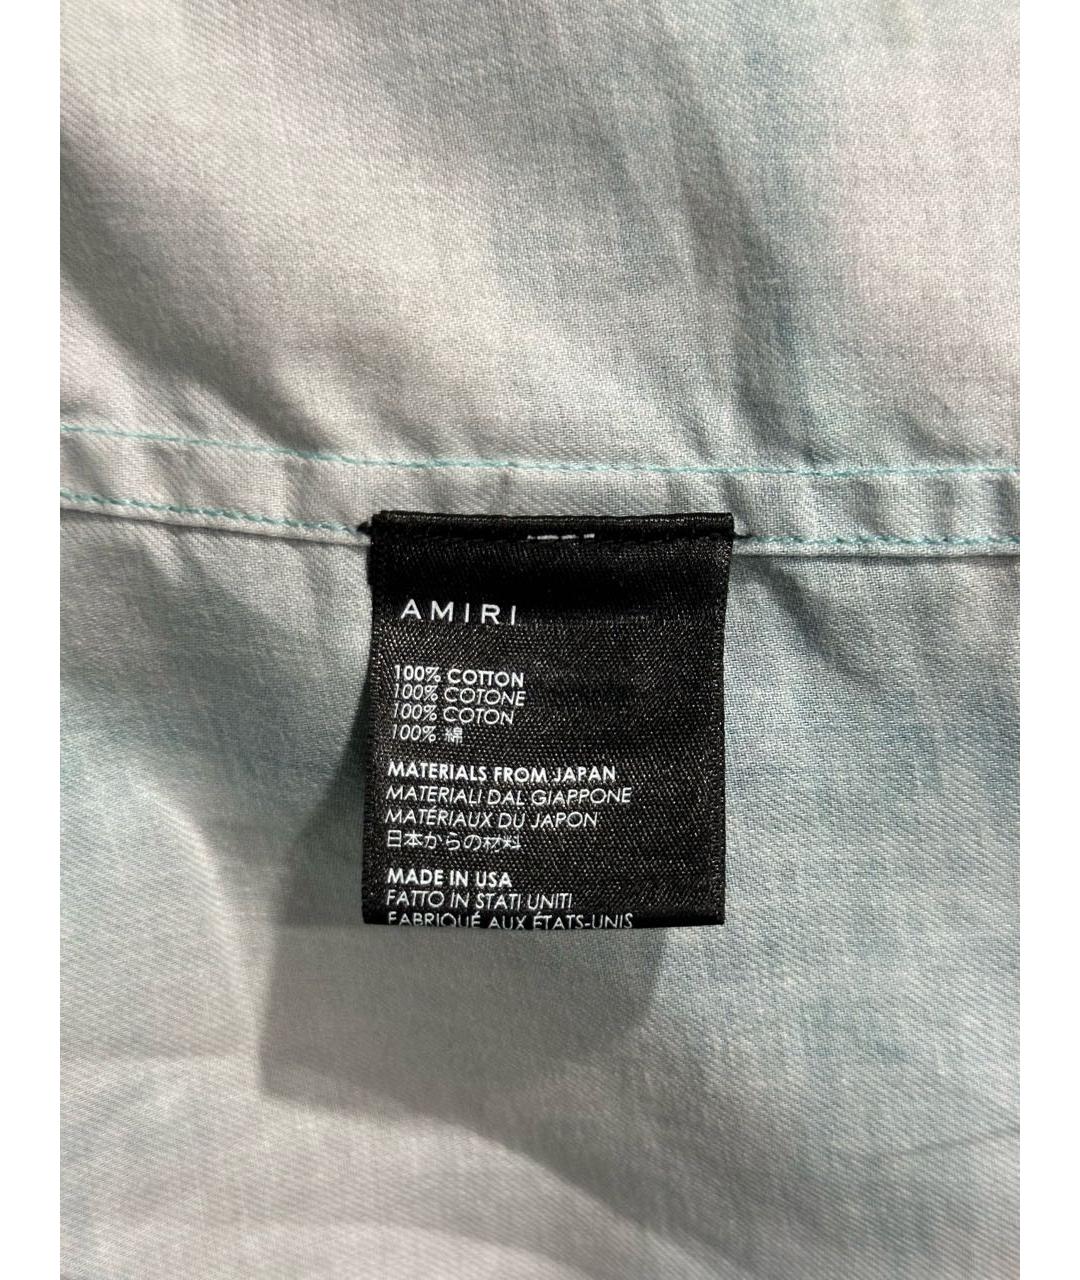 AMIRI
100% COTTON
100% COTONE
100% COTON
100% 綿
MATERIALS FROM JAPAN
MATERIALI DAL GIAPPONE
MATÉRIAUX DU JAPON
日本からの材料
MADE IN USA
FATTO IN STATI UNITI
FABRIQUÉ AUX ÉTATS-UNIS